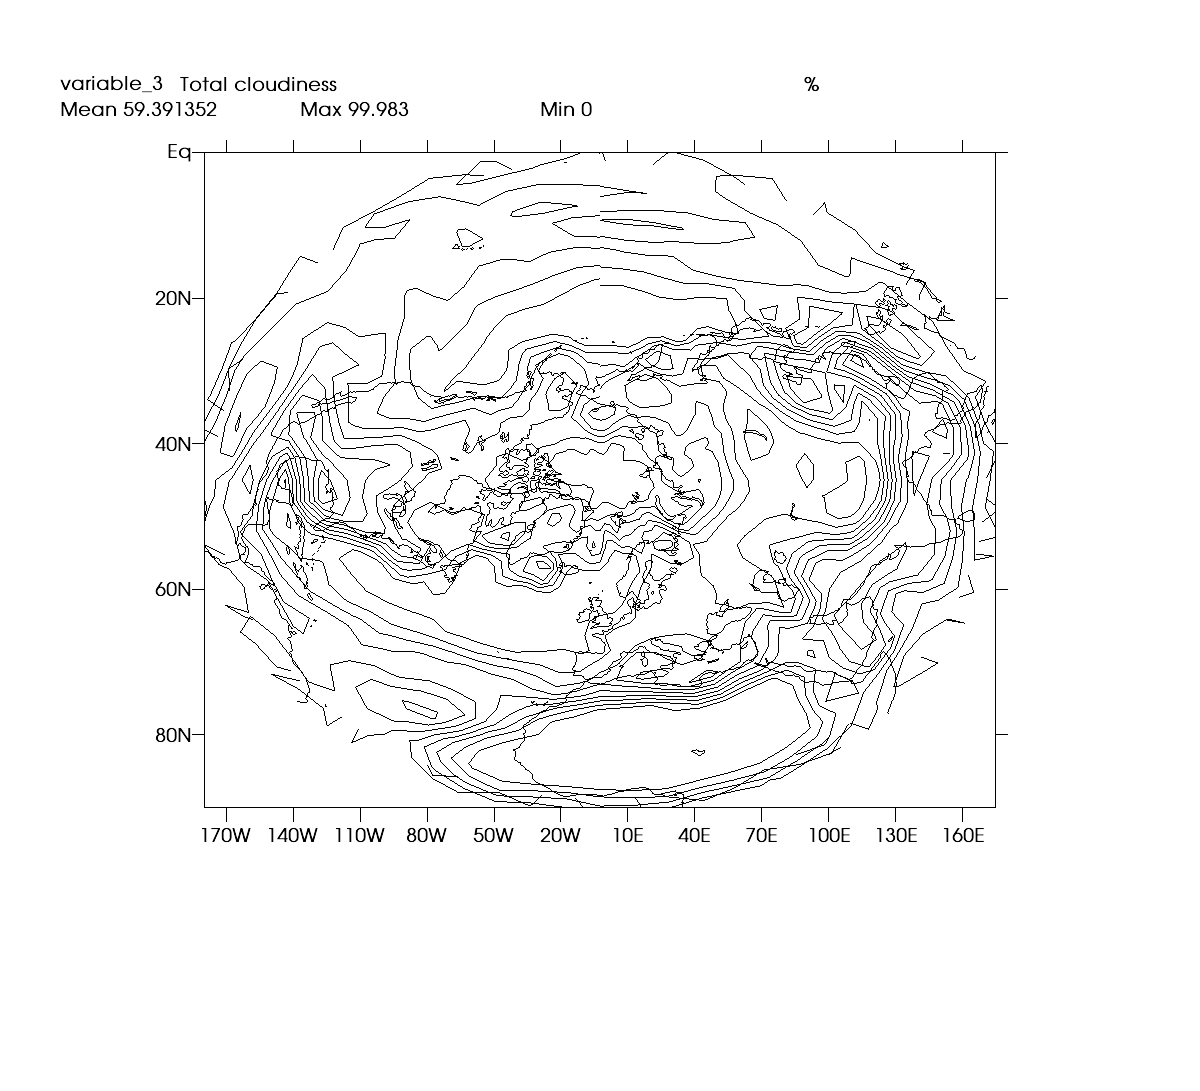 variable_3 Total cloudiness %
Mean 59.391352 Max 99.983 Min 0
Eq
20N
40N
60N
80N
170W 140W 110W 80W 50W 20W 10E 40E 70E 100E 130E 160E